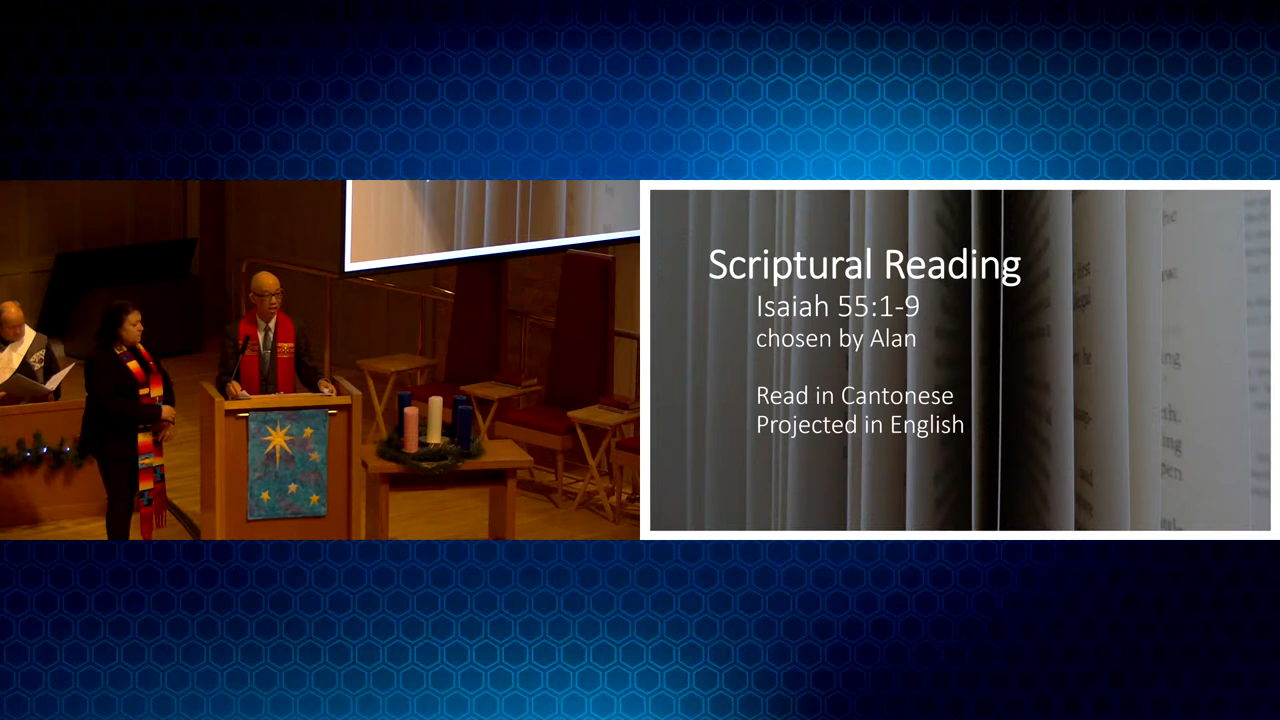 Scriptural Reading
Isaiah 55:1-9
chosen by Alan
Read in Cantonese
Projected in English